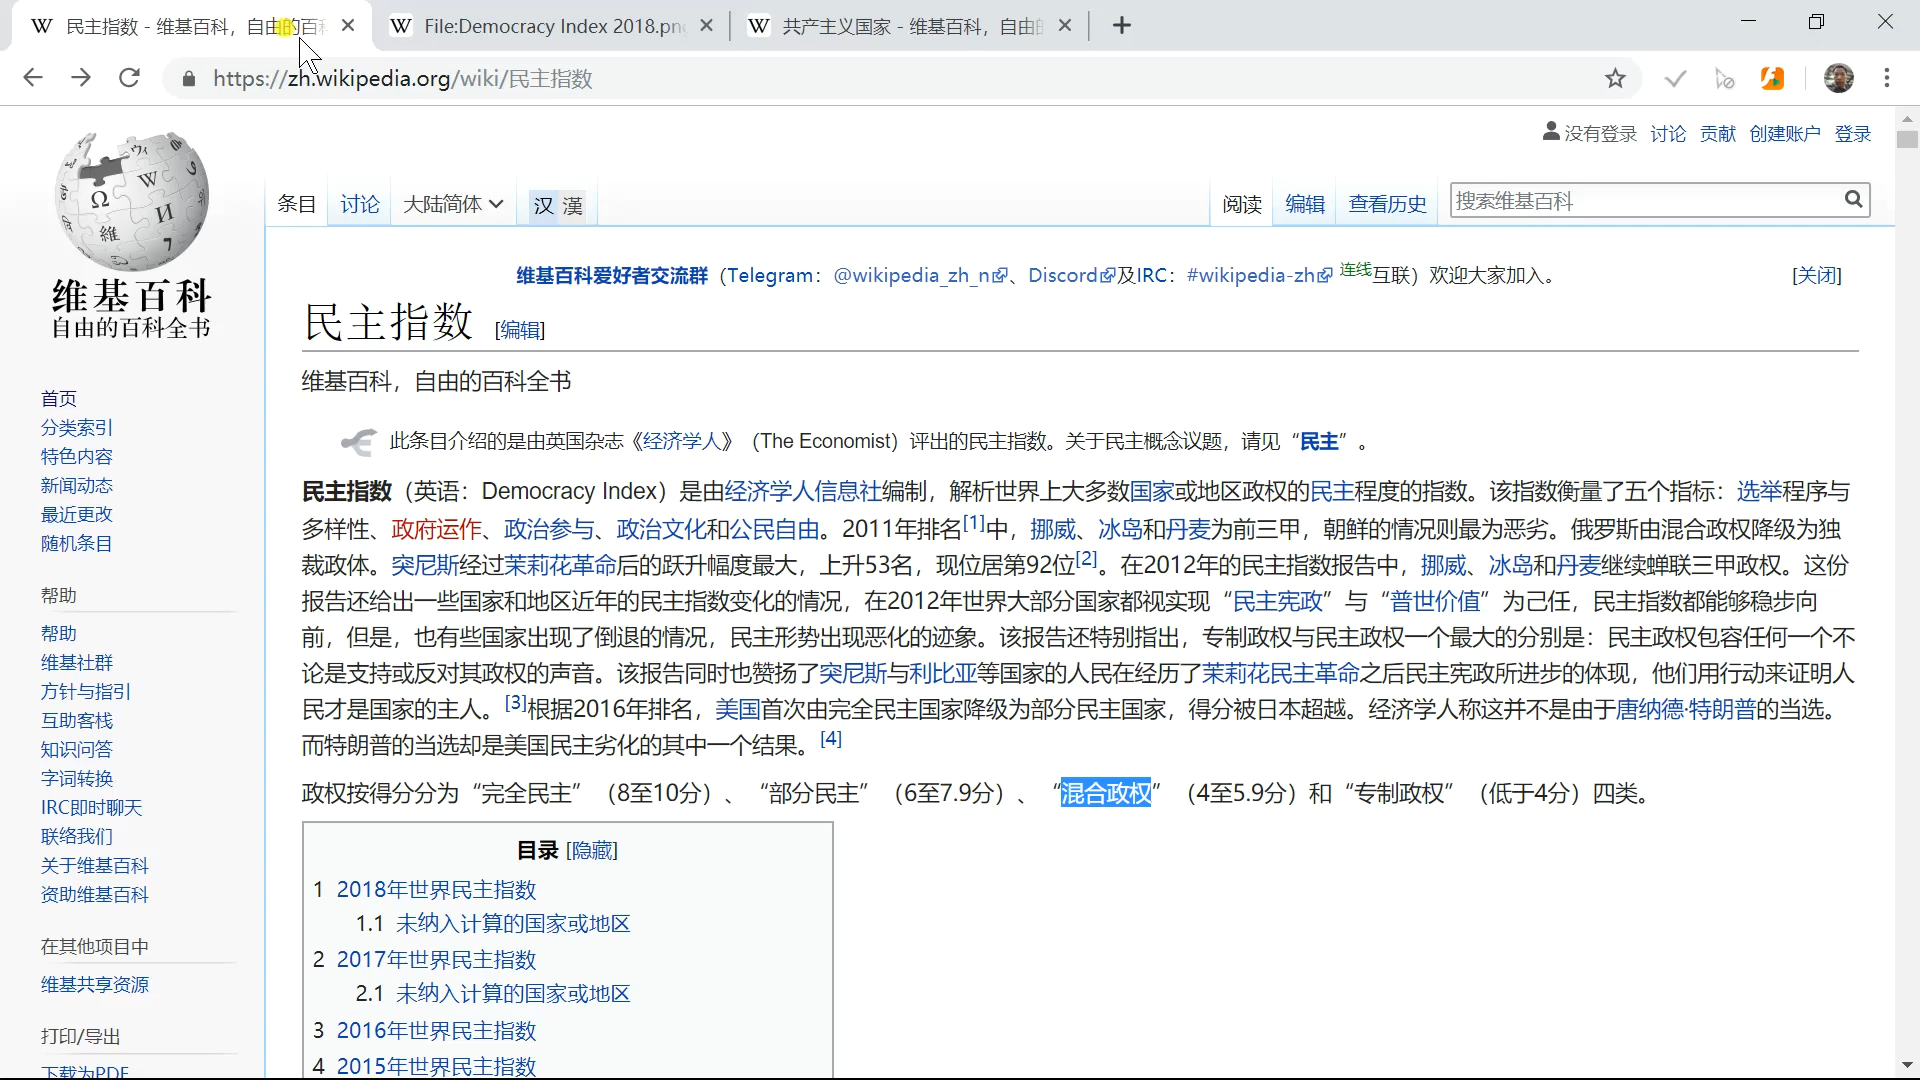 民主指数 - 维基百科，自由的百科
File:Democracy Index 2018.pn
共产主义国家 - 维基百科，自由
https://zh.wikipedia.org/wiki/民主指数
没有登录 讨论 贡献 创建账户 登录
条目 讨论 大陆简体 汉 漢 阅读 编辑 查看历史 搜索维基百科
维基百科
自由的百科全书
维基百科爱好者交流群（Telegram：@wikipedia_zh_n、Discord及IRC：#wikipedia-zh 连线互联）欢迎大家加入。 [关闭]
民主指数 [编辑]
维基百科，自由的百科全书
此条目介绍的是由英国杂志《经济学人》（The Economist）评出的民主指数。关于民主概念议题，请见“民主”。
民主指数（英语：Democracy Index）是由经济学人信息社编制，解析世界上大多数国家或地区政权的民主程度的指数。该指数衡量了五个指标：选举程序与
多样性、政府运作、政治参与、政治文化和公民自由。2011年排名[1]中，挪威、冰岛和丹麦为前三甲，朝鲜的情况则最为恶劣。俄罗斯由混合政权降级为独
裁政体。突尼斯经过茉莉花革命后的跃升幅度最大，上升53名，现位居第92位[2]。在2012年的民主指数报告中，挪威、冰岛和丹麦继续蝉联三甲政权。这份
报告还给出一些国家和地区近年的民主指数变化的情况，在2012年世界大部分国家都视实现“民主宪政”与“普世价值”为己任，民主指数都能够稳步向
前，但是，也有些国家出现了倒退的情况，民主形势出现恶化的迹象。该报告还特别指出，专制政权与民主政权一个最大的分别是：民主政权包容任何一个不
论是支持或反对其政权的声音。该报告同时也赞扬了突尼斯与利比亚等国家的人民在经历了茉莉花民主革命之后民主宪政所进步的体现，他们用行动来证明人
民才是国家的主人。[3]根据2016年排名，美国首次由完全民主国家降级为部分民主国家，得分被日本超越。经济学人称这并不是由于唐纳德·特朗普的当选。
而特朗普的当选却是美国民主劣化的其中一个结果。[4]
政权按得分分为“完全民主”（8至10分）、“部分民主”（6至7.9分）、“混合政权”（4至5.9分）和“专制政权”（低于4分）四类。
目录 [隐藏]
1 2018年世界民主指数
1.1 未纳入计算的国家或地区
2 2017年世界民主指数
2.1 未纳入计算的国家或地区
3 2016年世界民主指数
4 2015年世界民主指数
首页
分类索引
特色内容
新闻动态
最近更改
随机条目
帮助
帮助
维基社群
方针与指引
互助客栈
知识问答
字词转换
IRC即时聊天
联络我们
关于维基百科
资助维基百科
在其他项目中
维基共享资源
打印/导出
下载为PDF